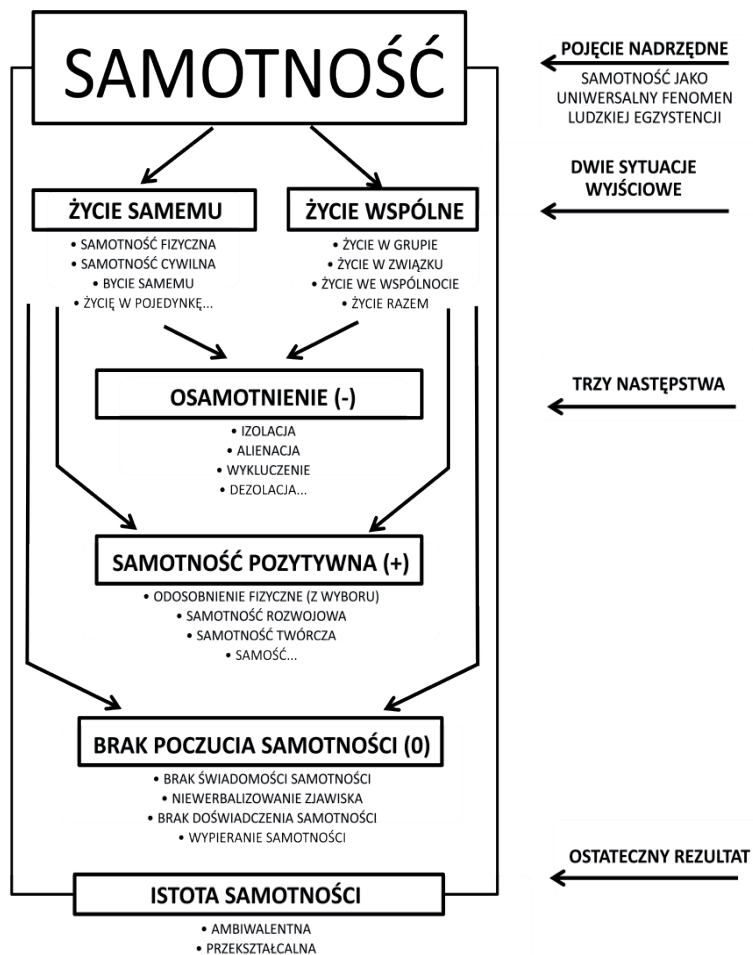 SAMOTNOŚĆ
POJĘCIE NADRZĘDNE
SAMOTNOŚĆ JAKO
UNIWERSALNY FENOMEN
LUDZKIEJ EGZYSTENCJI
DWIE SYTUACJE
WYJŚCIOWE
ŻYCIE SAMEMU
• SAMOTNOŚĆ FIZYCZNA
• SAMOTNOŚĆ CYWILNA
• BYCIE SAMEMU
• ŻYCIĘ W POJEDYNKĘ...
ŻYCIE WSPÓLNE
• ŻYCIE W GRUPIE
• ŻYCIE W ZWIĄZKU
• ŻYCIE WE WSPÓLNOCIE
• ŻYCIE RAZEM
TRZY NASTĘPSTWA
OSAMOTNIENIE (-)
• IZOLACJA
• ALIENACJA
• WYKLUCZENIE
• DEZOLACJA...
SAMOTNOŚĆ POZYTYWNA (+)
• ODOSOBNIENIE FIZYCZNE (Z WYBORU)
• SAMOTNOŚĆ ROZWOJOWA
• SAMOTNOŚĆ TWÓRCZA
• SAMOŚĆ...
BRAK POCZUCIA SAMOTNOŚCI (0)
• BRAK ŚWIADOMOŚCI SAMOTNOŚCI
• NIEWERBALIZOWANIE ZJAWISKA
• BRAK DOŚWIADCZENIA SAMOTNOŚCI
• WYPIERANIE SAMOTNOŚCI
OSTATECZNY REZULTAT
ISTOTA SAMOTNOŚCI
• AMBIWALENTNA
• PRZEKSZTAŁCALNA